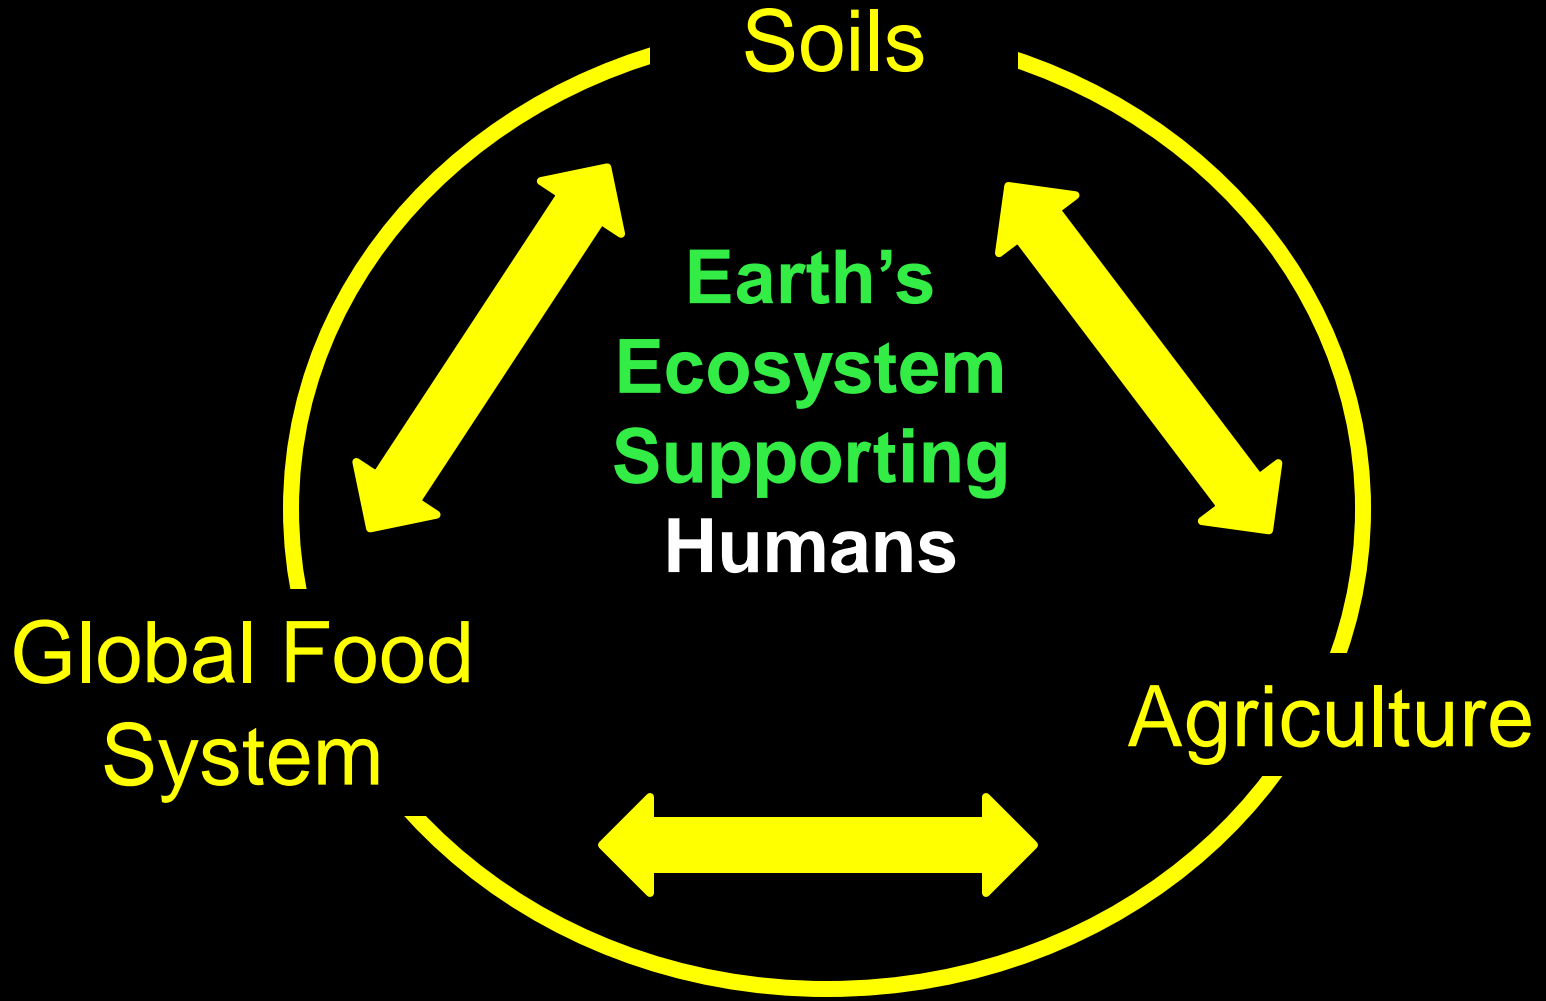 Soils
Earth’s
Ecosystem
Supporting
Humans
Global Food
System
Agriculture